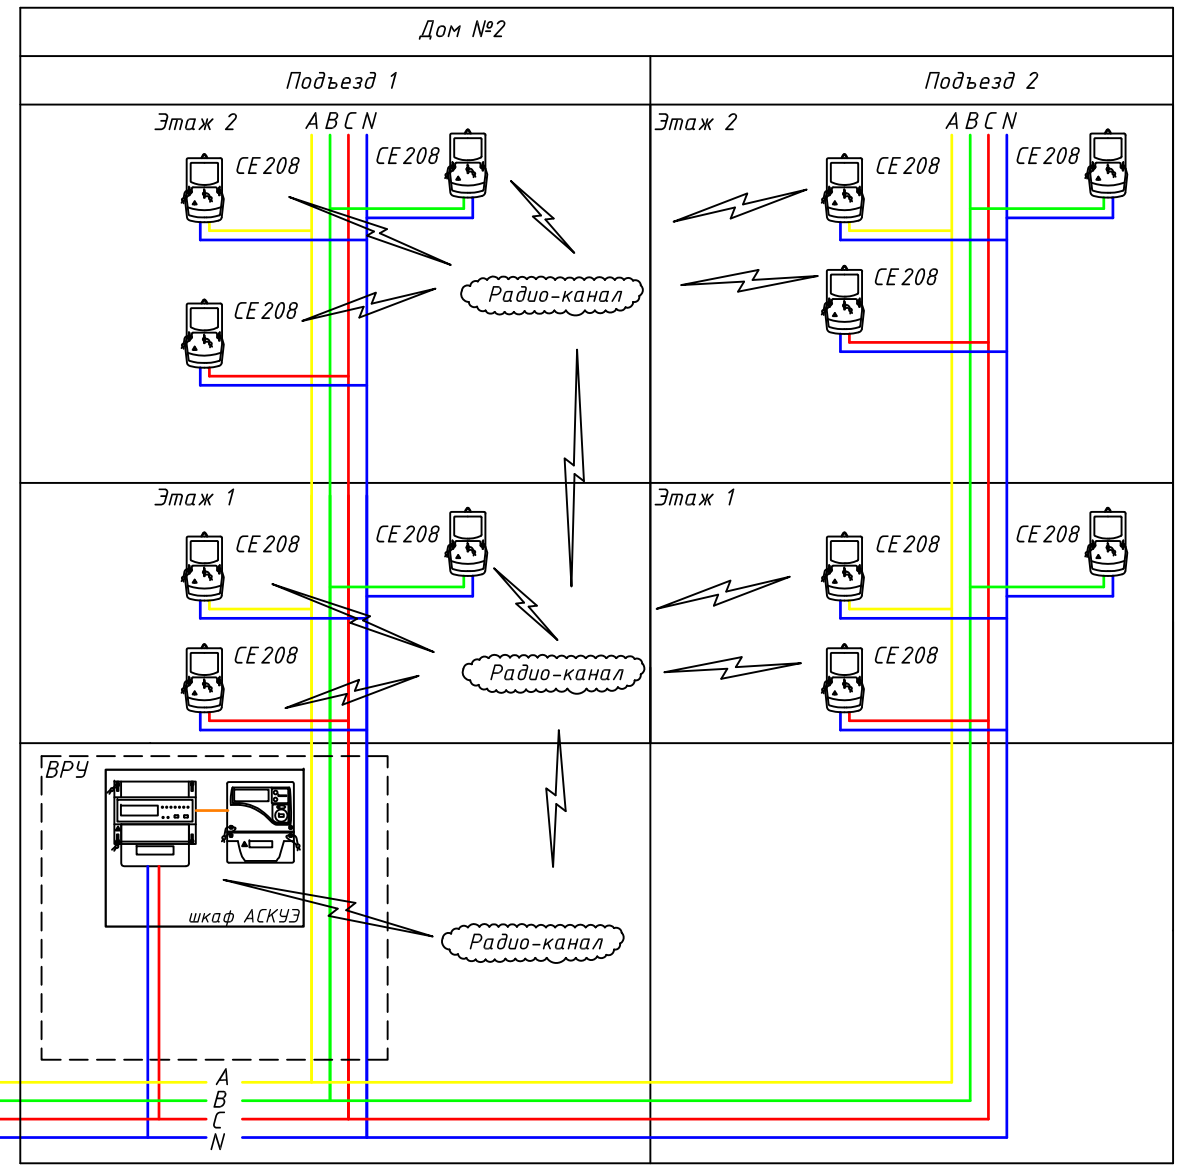 Дом №2
Подъезд 1
Подъезд 2
Этаж 2
A B C N
CE 208
CE 208
CE 208
Радио-канал
Этаж 2
A B C N
CE 208
CE 208
CE 208
Этаж 1
CE 208
CE 208
CE 208
Радио-канал
Этаж 1
CE 208
CE 208
CE 208
ВРУ
шкаф АСКУЭ
Радио-канал
A
B
C
N